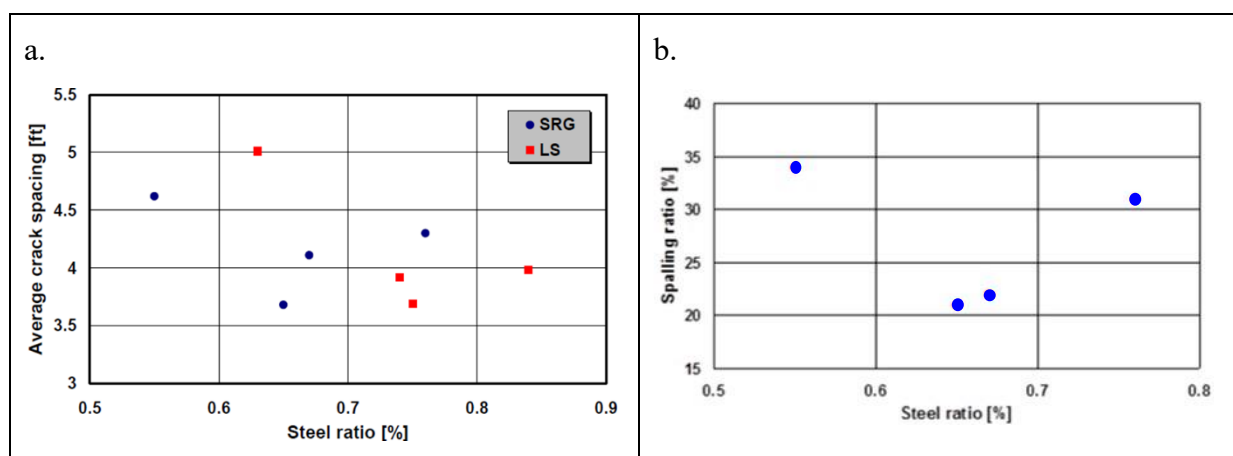 a.
5.5
5
4.5
4
3.5
3
0.5
0.6
0.7
0.8
0.9
Average crack spacing [ft]
Steel ratio [%]
SRG
LS
b.
40
35
30
25
20
15
0.5
0.6
0.7
0.8
Spalling ratio [%]
Steel ratio [%]